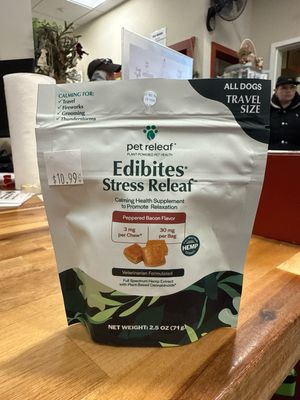 CALMING FOR:
✓Travel
✓Fireworks
✓Grooming
✓Thunderstorms
ALL DOGS
TRAVEL
SIZE
pet releaf®
PLANT-POWERED PET HEALTH
$10.99
Edibites®
Stress Releaf™
Calming Health Supplement
to Promote Relaxation
Peppered Bacon Flavor
3 mg
per Chew^
30 mg
per Bag
HEMP
Veterinarian Formulated
Full Spectrum Hemp Extract
with Plant-Based Cannabinoids^
NET WEIGHT: 2.5 OZ (71g)